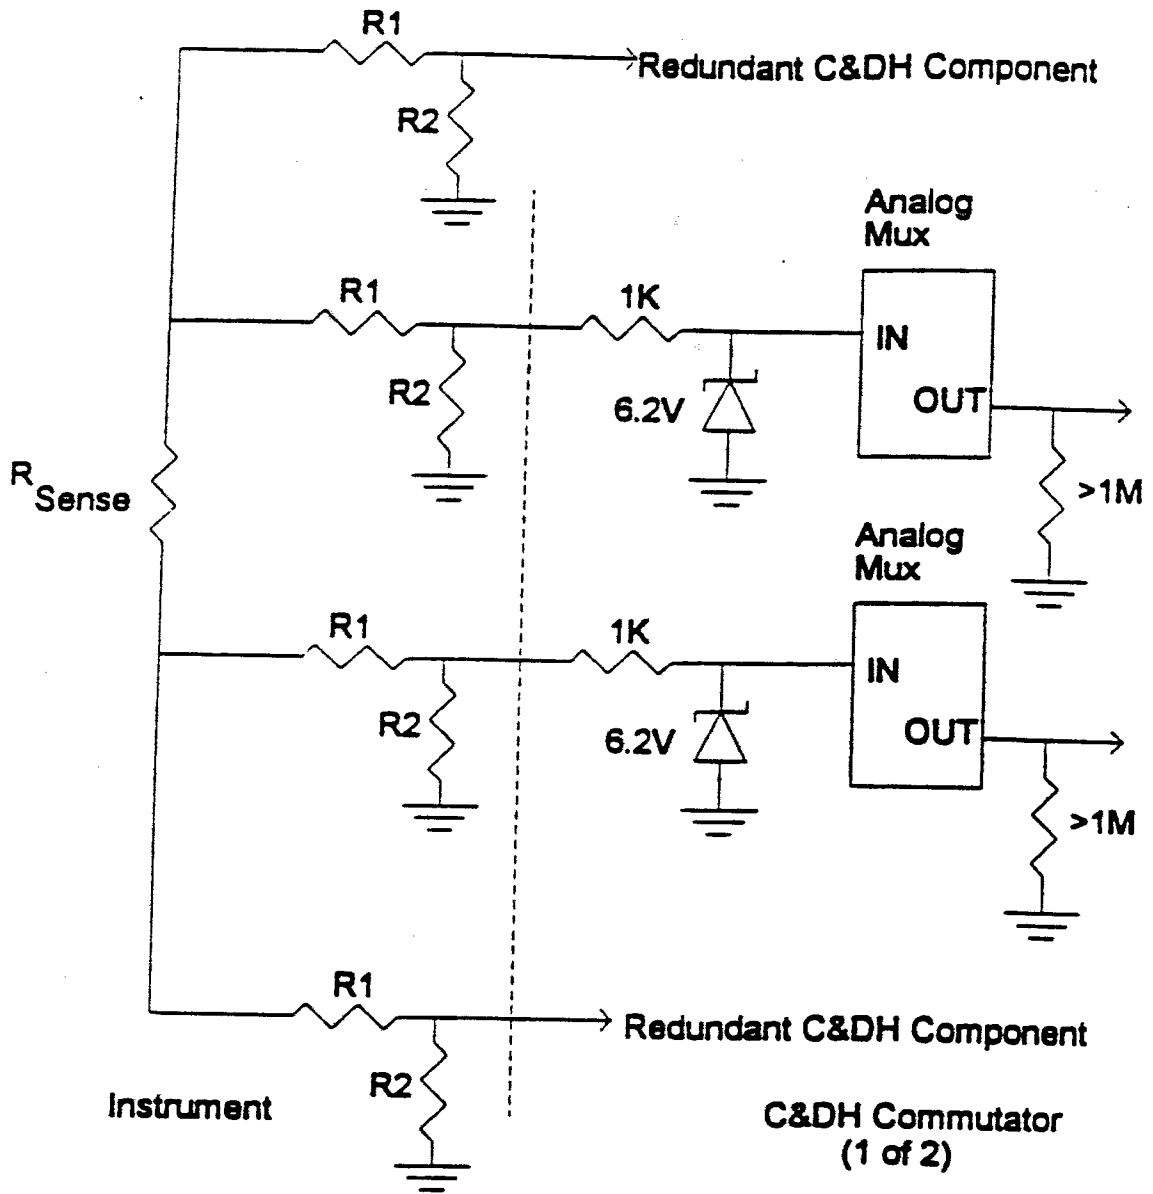 R1
Redundant C&DH Component
R2
Analog
Mux
R1
1K
IN
R2
6.2V
OUT
>1M
R
Sense
Analog
Mux
R1
1K
IN
R2
6.2V
OUT
>1M
R1
Redundant C&DH Component
R2
Instrument
C&DH Commutator
(1 of 2)